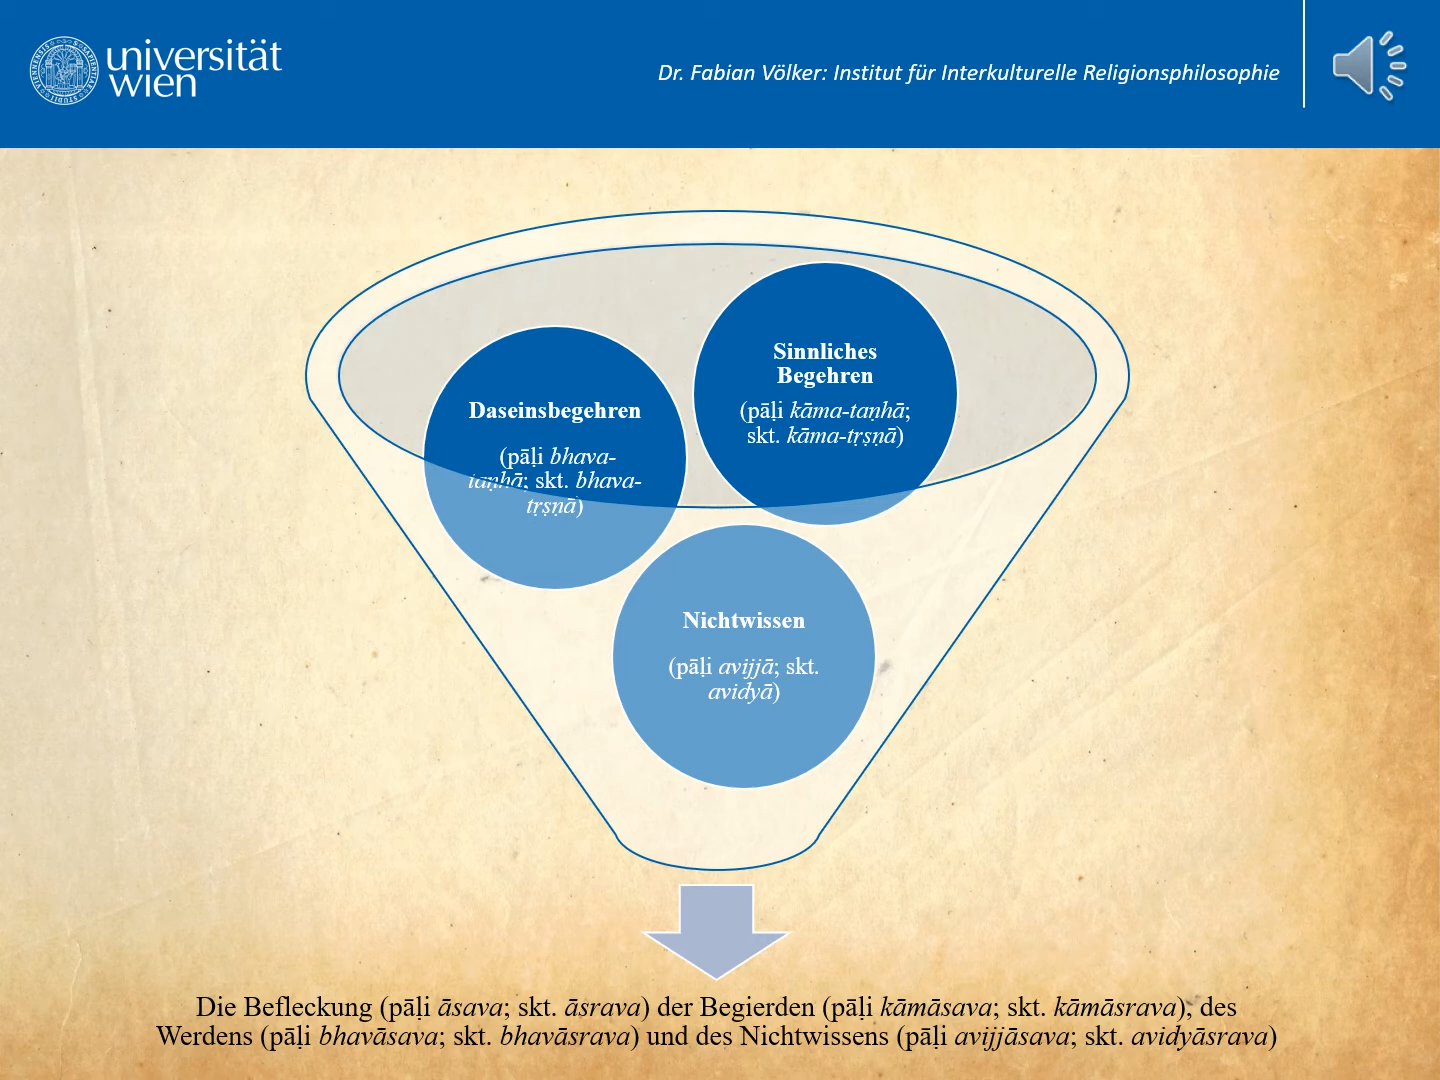 universität
wien
Dr. Fabian Völker: Institut für Interkulturelle Religionsphilosophie
Sinnliches
Begehren
(pāḷi kāma-taṇhā;
skt. kāma-tṛṣṇā)
Daseinsbegehren
(pāḷi bhava-
taṇhā; skt. bhava-
tṛṣṇā)
Nichtwissen
(pāḷi avijjā; skt.
avidyā)
Die Befleckung (pāḷi āsava; skt. āsrava) der Begierden (pāḷi kāmāsava; skt. kāmāsrava), des
Werdens (pāḷi bhavāsava; skt. bhavāsrava) und des Nichtwissens (pāḷi avijjāsava; skt. avidyāsrava)